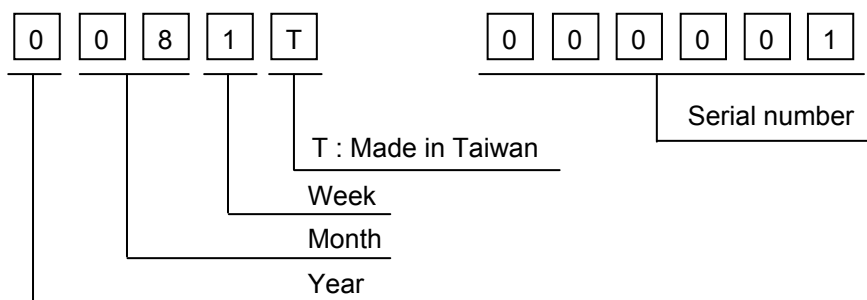 0 0 8 1 T 0 0 0 0 0 1
Serial number
T : Made in Taiwan
Week
Month
Year